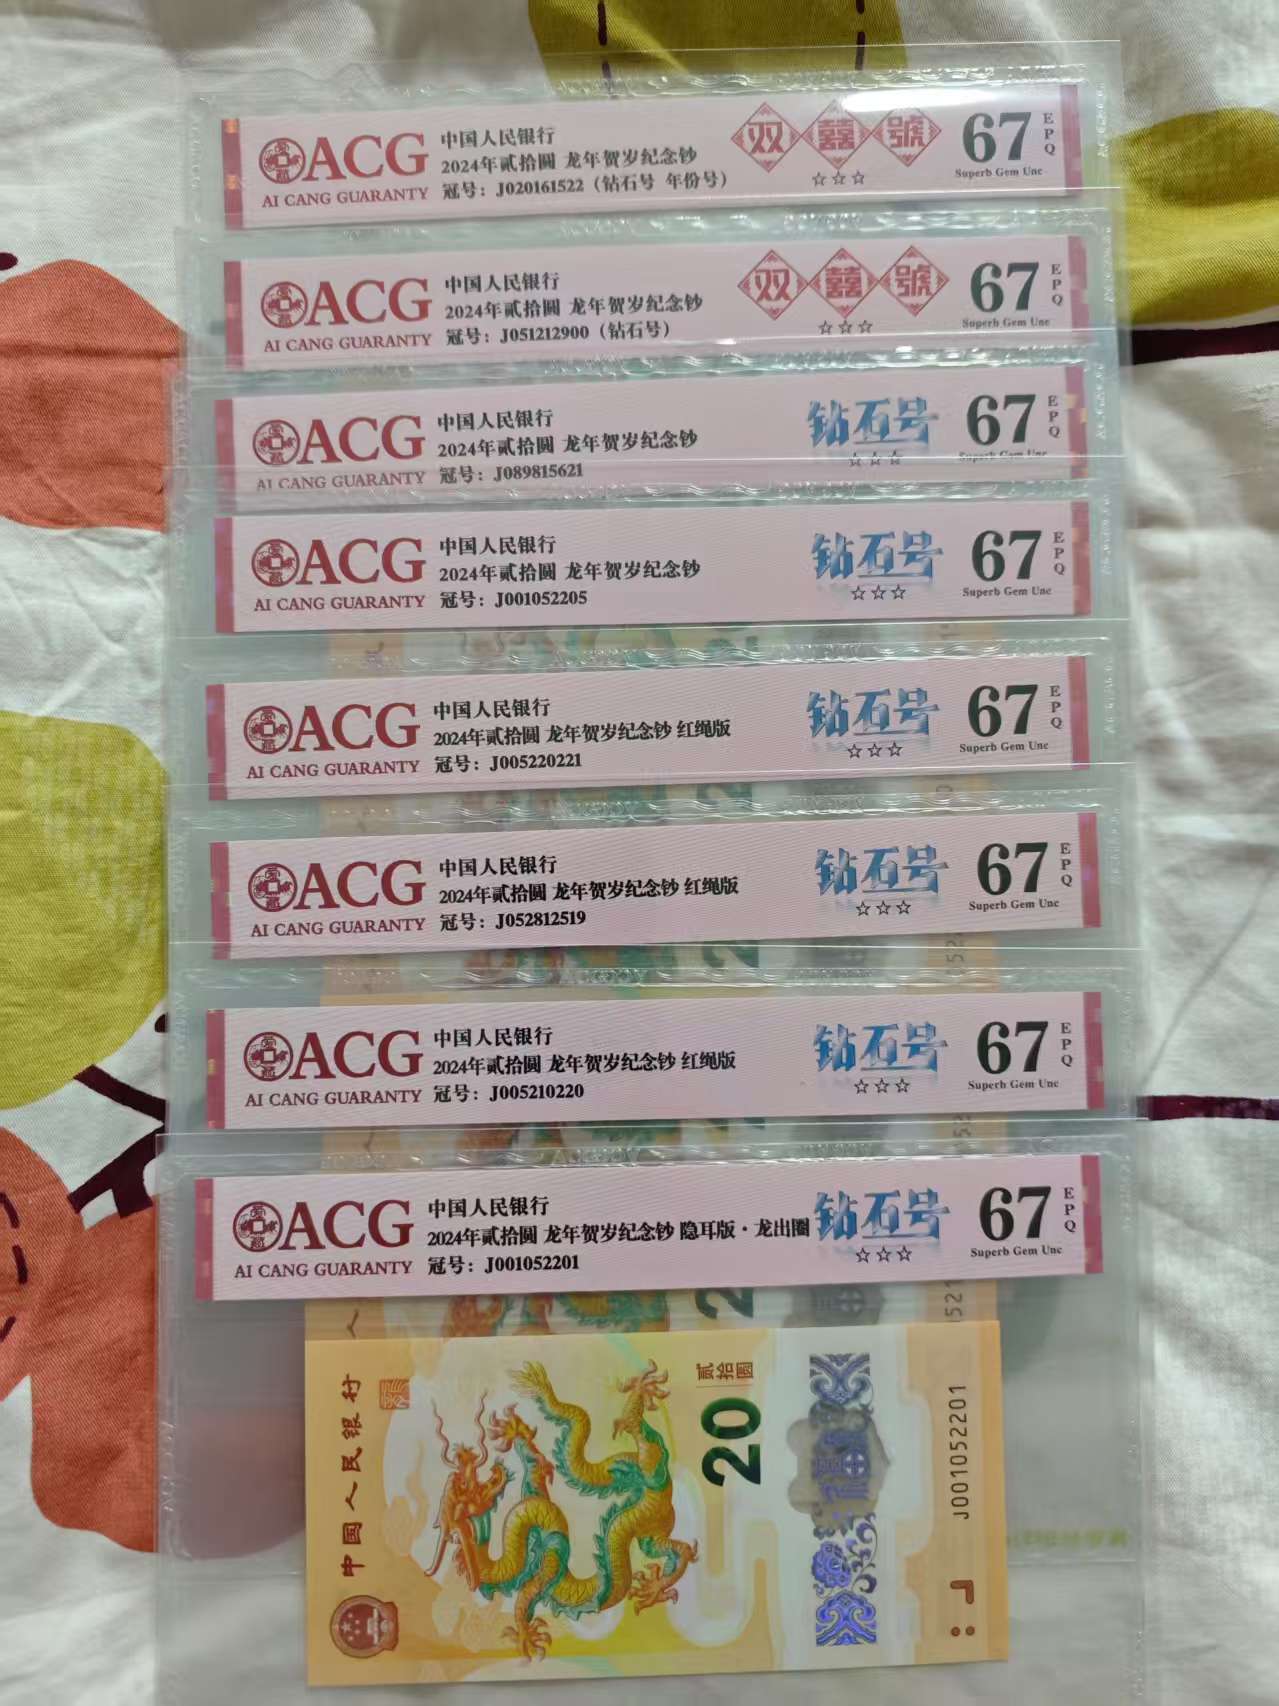 ACG
AI CANG GUARANTY
中国人民银行
2024年贰拾圆 龙年贺岁纪念钞
冠号：J020161522（钻石号 年份号）
双囍號
☆☆☆
67
EPQ
Superb Gem Unc
ACG
AI CANG GUARANTY
中国人民银行
2024年贰拾圆 龙年贺岁纪念钞
冠号：J051212900（钻石号）
双囍號
☆☆☆
67
EPQ
Superb Gem Unc
ACG
AI CANG GUARANTY
中国人民银行
2024年贰拾圆 龙年贺岁纪念钞
冠号：J089815621
钻石号
☆☆☆
67
EPQ
Superb Gem Unc
ACG
AI CANG GUARANTY
中国人民银行
2024年贰拾圆 龙年贺岁纪念钞
冠号：J001052205
钻石号
☆☆☆
67
EPQ
Superb Gem Unc
ACG
AI CANG GUARANTY
中国人民银行
2024年贰拾圆 龙年贺岁纪念钞 红绳版
冠号：J005220221
钻石号
☆☆☆
67
EPQ
Superb Gem Unc
ACG
AI CANG GUARANTY
中国人民银行
2024年贰拾圆 龙年贺岁纪念钞 红绳版
冠号：J052812519
钻石号
☆☆☆
67
EPQ
Superb Gem Unc
ACG
AI CANG GUARANTY
中国人民银行
2024年贰拾圆 龙年贺岁纪念钞 红绳版
冠号：J005210220
钻石号
☆☆☆
67
EPQ
Superb Gem Unc
ACG
AI CANG GUARANTY
中国人民银行
2024年贰拾圆 龙年贺岁纪念钞 隐耳版·龙出圈
冠号：J001052201
钻石号
☆☆☆
67
EPQ
Superb Gem Unc
中国人民银行
贰拾圆
20
福
J001052201